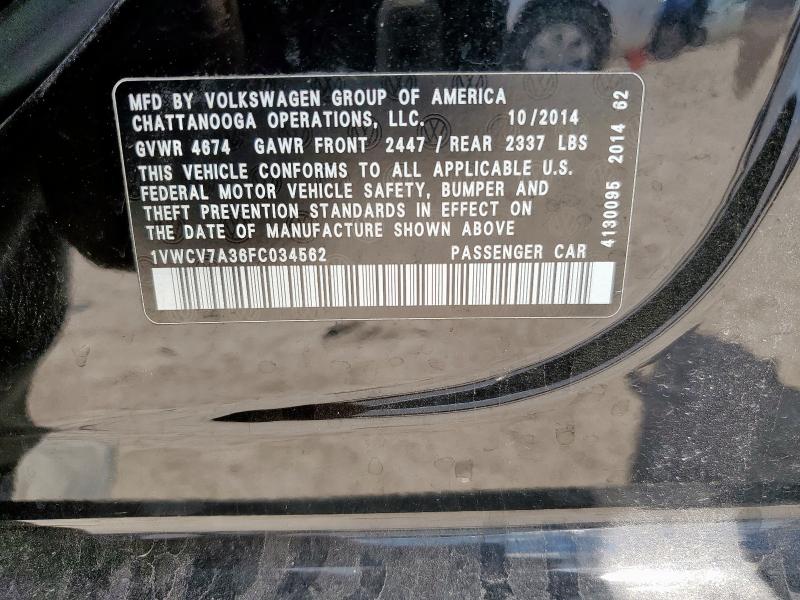 MFD BY VOLKSWAGEN GROUP OF AMERICA
CHATTANOOGA OPERATIONS, LLC. 10/2014
GVWR 4674 GAWR FRONT 2447 / REAR 2337 LBS
THIS VEHICLE CONFORMS TO ALL APPLICABLE U.S.
FEDERAL MOTOR VEHICLE SAFETY, BUMPER AND
THEFT PREVENTION STANDARDS IN EFFECT ON
THE DATE OF MANUFACTURE SHOWN ABOVE
1VWCV7A36FC034562 PASSENGER CAR
4130095 2014 62